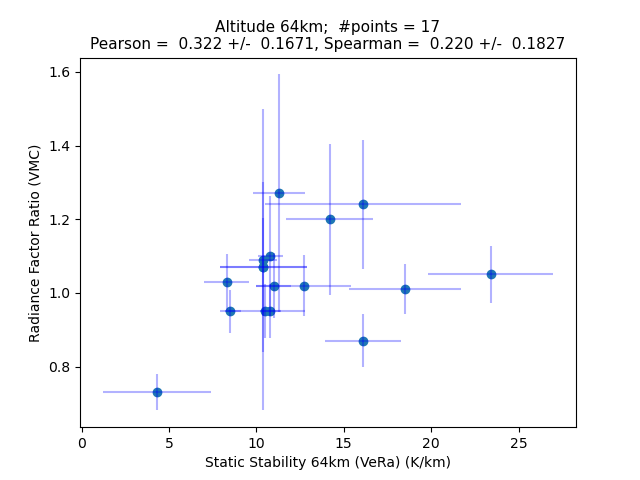 Altitude 64km;  #points = 17
Pearson =  0.322 +/-  0.1671, Spearman =  0.220 +/-  0.1827
1.6
1.4
1.2
1.0
0.8
Radiance Factor Ratio (VMC)
0 5 10 15 20 25
Static Stability 64km (VeRa) (K/km)